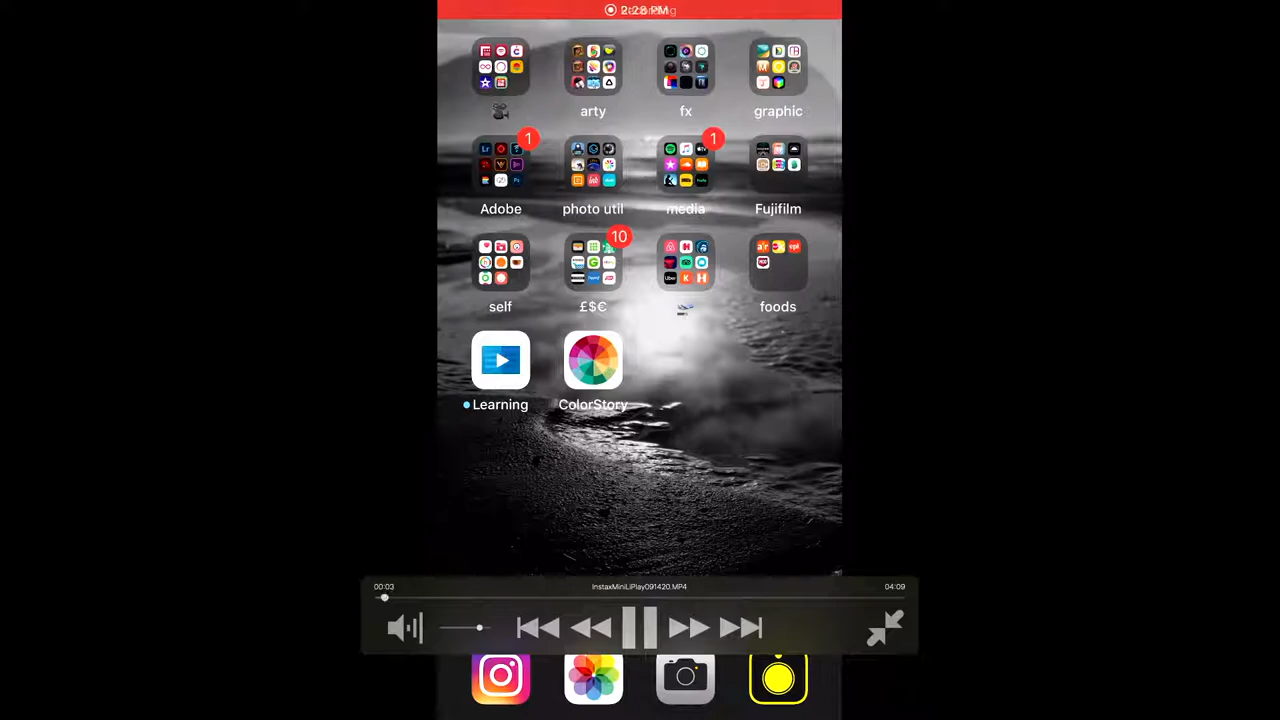 2:28 PM
arty
fx
graphic
1
1
Adobe
photo util
media
Fujifilm
10
self
£$€
foods
Learning
ColorStory
00:03
InstaxMiniLiPlay091420.MP4
04:09